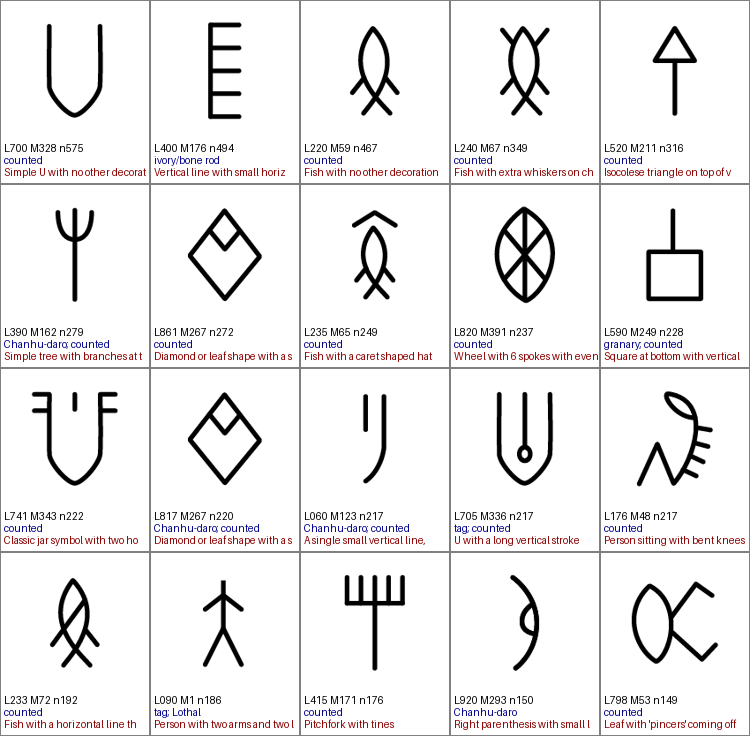 L700 M328 n575
counted
Simple U with no other decorat
L400 M176 n494
ivory/bone rod
Vertical line with small horiz
L220 M59 n467
counted
Fish with no other decoration
L240 M67 n349
counted
Fish with extra whiskers on ch
L520 M211 n316
counted
Isocolese triangle on top of v
L390 M162 n279
Chanhu-daro; counted
Simple tree with branches at t
L861 M267 n272
counted
Diamond or leaf shape with a s
L235 M65 n249
counted
Fish with a caret shaped hat
L820 M391 n237
counted
Wheel with 6 spokes with even
L590 M249 n228
granary; counted
Square at bottom with vertical
L741 M343 n222
counted
Classic jar symbol with two ho
L817 M267 n220
Chanhu-daro; counted
Diamond or leaf shape with a s
L060 M123 n217
Chanhu-daro; counted
A single small vertical line,
L705 M336 n217
tag; counted
U with a long vertical stroke
L176 M48 n217
counted
Person sitting with bent knees
L233 M72 n192
counted
Fish with a horizontal line th
L090 M1 n186
tag; Lothal
Person with two arms and two l
L415 M171 n176
counted
Pitchfork with tines
L920 M293 n150
Chanhu-daro
Right parenthesis with small l
L798 M53 n149
counted
Leaf with 'pincers' coming off